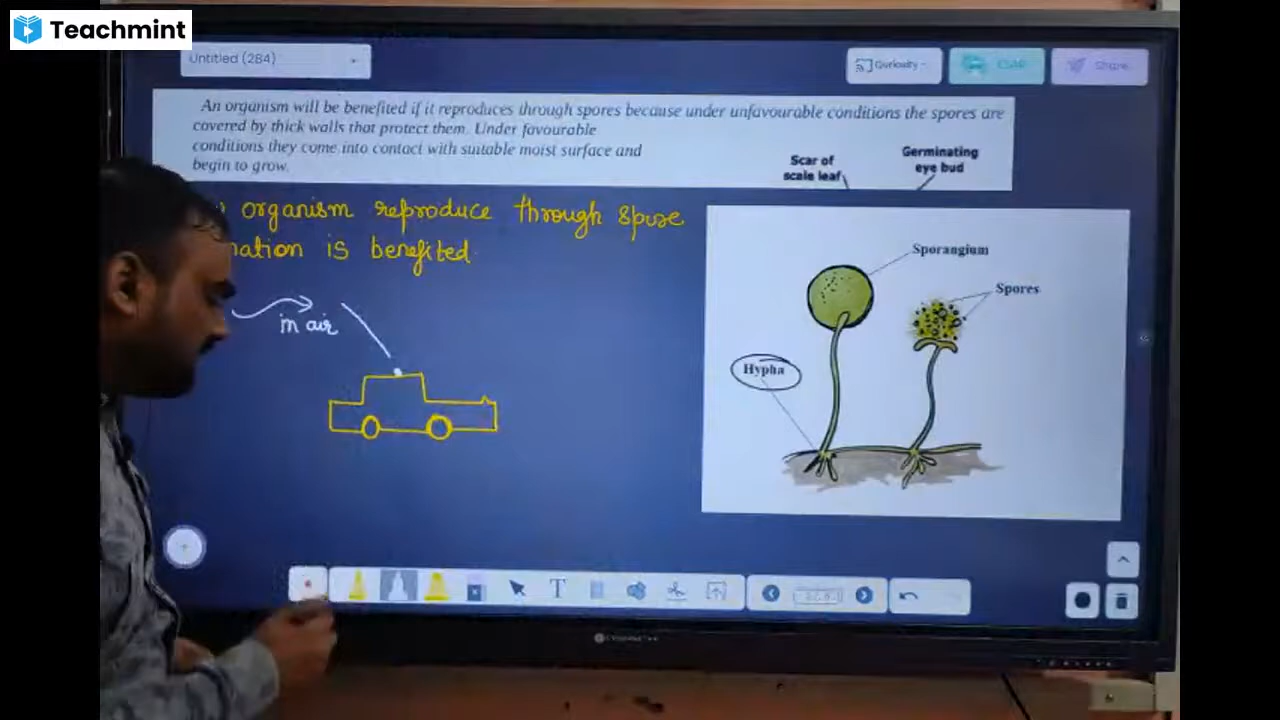 Teachmint
Untitled (284)
Curiosity
Share
An organism will be benefited if it reproduces through spores because under unfavourable conditions the spores are
covered by thick walls that protect them. Under favourable
conditions they come into contact with suitable moist surface and
begin to grow.
Scar of
scale leaf
Germinating
eye bud
organism reproduce through spore
mation is benefited.
in air
Sporangium
Spores
Hypha
T